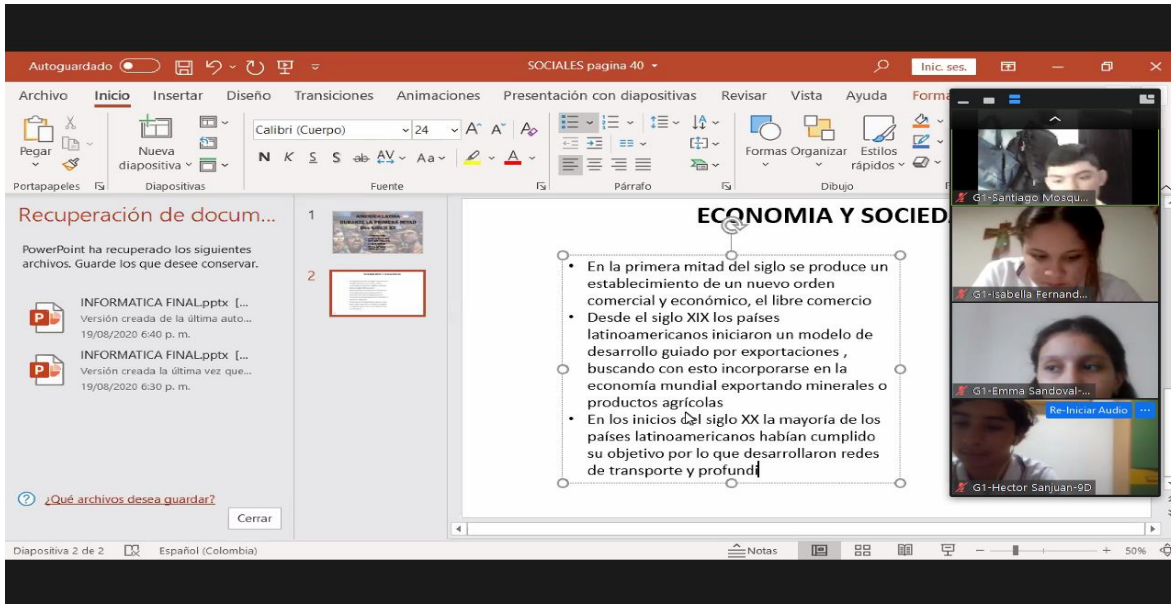 Autoguardado
SOCIALES pagina 40
Inic. ses.
Archivo Inicio Insertar Diseño Transiciones Animaciones Presentación con diapositivas Revisar Vista Ayuda Forma
Pegar
Nueva
diapositiva
Calibri (Cuerpo) 24 A A
N K S S ab AV Aa A
Formas Organizar Estilos
rápidos
Portapapeles Diapositivas Fuente Párrafo Dibujo
Recuperación de docum...
PowerPoint ha recuperado los siguientes
archivos. Guarde los que desee conservar.
INFORMATICA FINAL.pptx [...
Versión creada de la última auto...
19/08/2020 6:40 p. m.
INFORMATICA FINAL.pptx [...
Versión creada la última vez que...
19/08/2020 6:30 p. m.
¿Qué archivos desea guardar?
Cerrar
1
2
ECONOMIA Y SOCIED
• En la primera mitad del siglo se produce un
establecimiento de un nuevo orden
comercial y económico, el libre comercio
• Desde el siglo XIX los países
latinoamericanos iniciaron un modelo de
desarrollo guiado por exportaciones ,
buscando con esto incorporarse en la
economía mundial exportando minerales o
productos agrícolas
• En los inicios del siglo XX la mayoría de los
países latinoamericanos habían cumplido
su objetivo por lo que desarrollaron redes
de transporte y profundi
G1-Santiago Mosqu...
G1-Isabella Fernand...
G1-Emma Sandoval-...
Re-Iniciar Audio ...
G1-Hector Sanjuan-9D
Diapositiva 2 de 2 Español (Colombia) Notas 50%